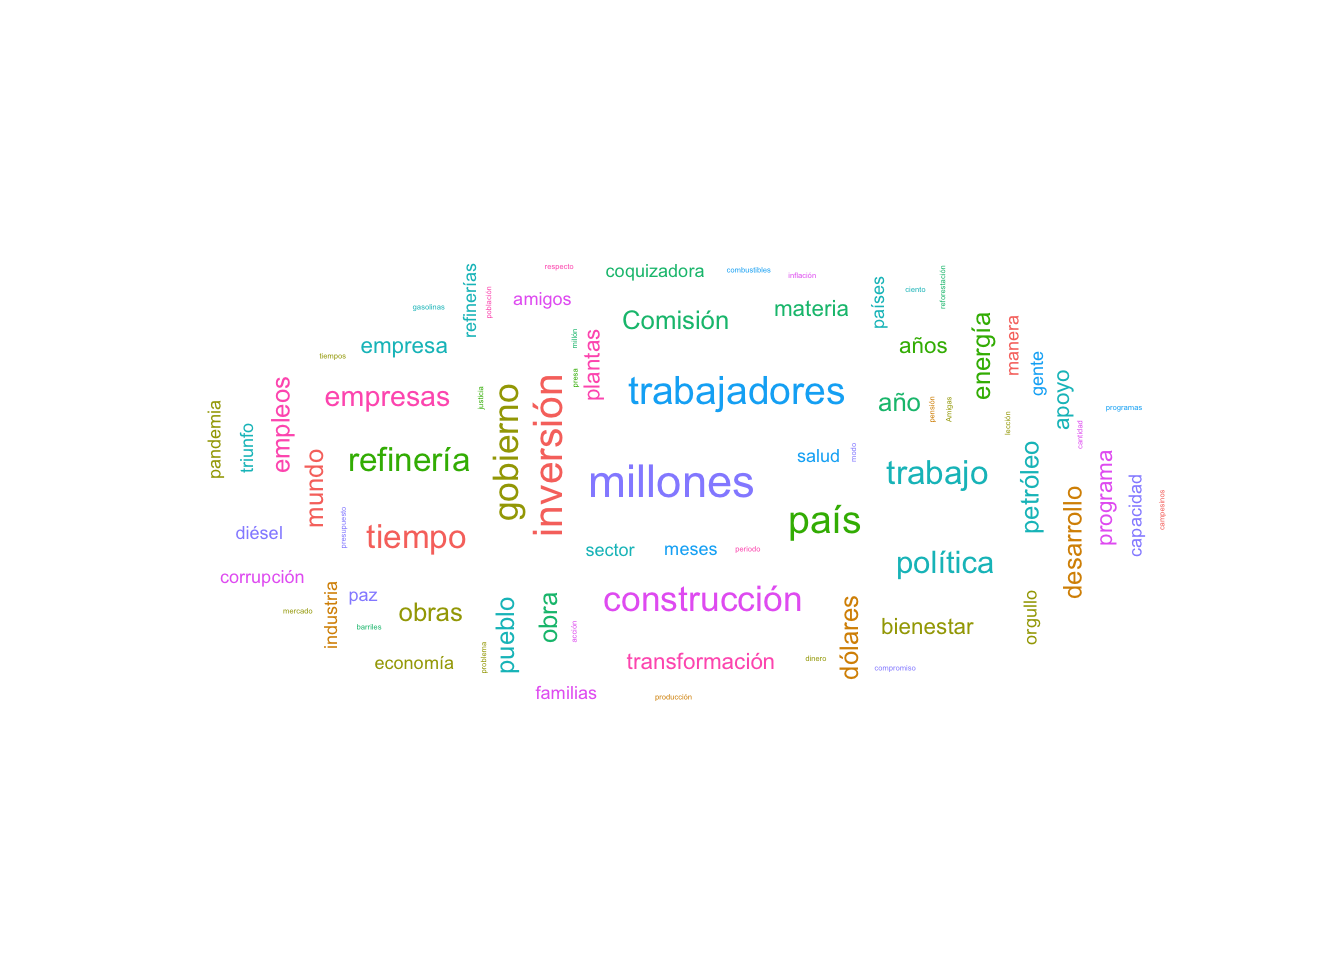 respecto
coquizadora
combustibles
inflación
refinerías
gasolinas
población
amigos
Comisión
materia
países
ciento
reforestación
tiempos
empresa
millón
plantas
años
energía
manera
gente
apoyo
programas
pandemia
triunfo
empleos
empresas
justicia
gobierno
inversión
presa
trabajadores
año
pensión
Amigas
lección
cantidad
mundo
refinería
millones
salud
modo
trabajo
petróleo
desarrollo
programa
capacidad
campesinos
diésel
presupuesto
tiempo
país
sector
meses
periodo
política
corrupción
mercado
industria
paz
barriles
obras
pueblo
obra
acción
construcción
dólares
bienestar
orgullo
economía
problema
transformación
dinero
compromiso
familias
producción